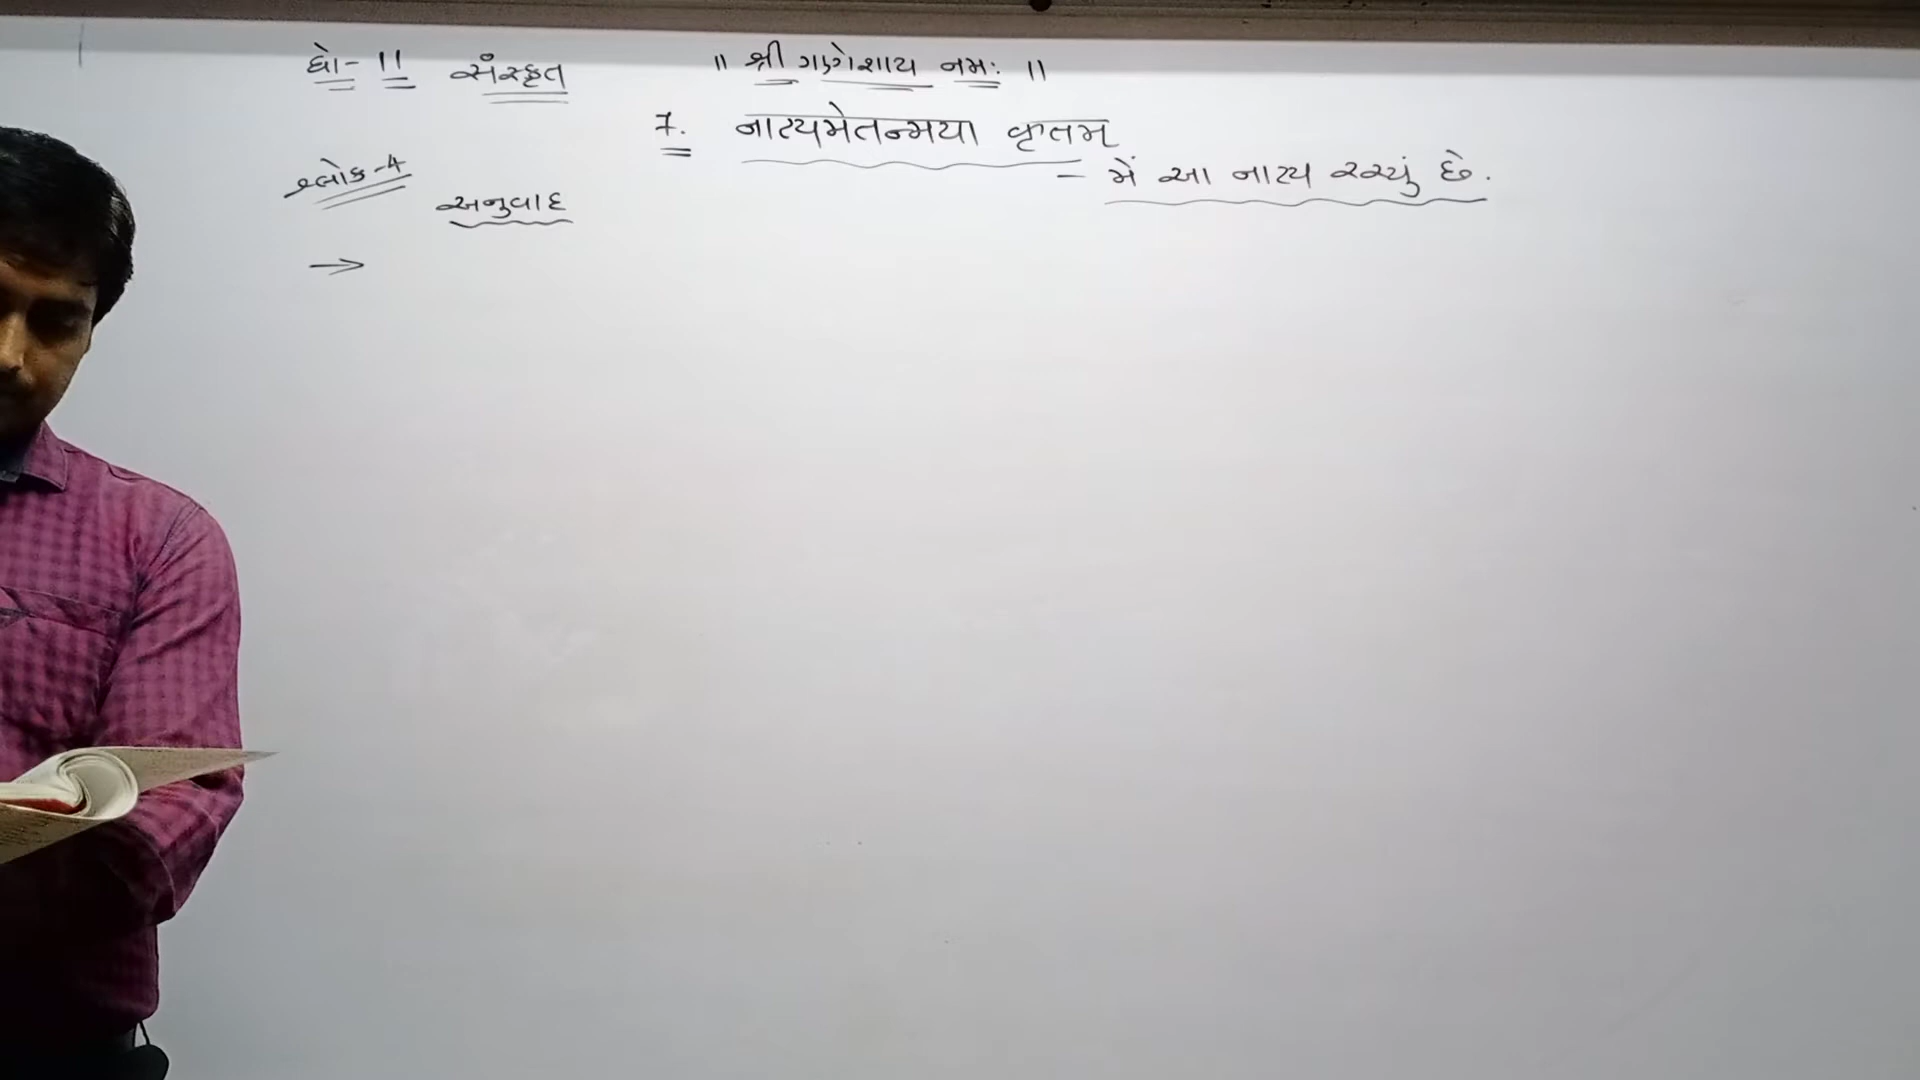 ધો- 11 સંસ્કૃત ॥ શ્રી ગણેશાય નમઃ ॥
7. नाट्यमेतन्मया कृतम
- મેં આ નાટ્ય રચ્યું છે.
શ્લોક-4
અનુવાદ
→